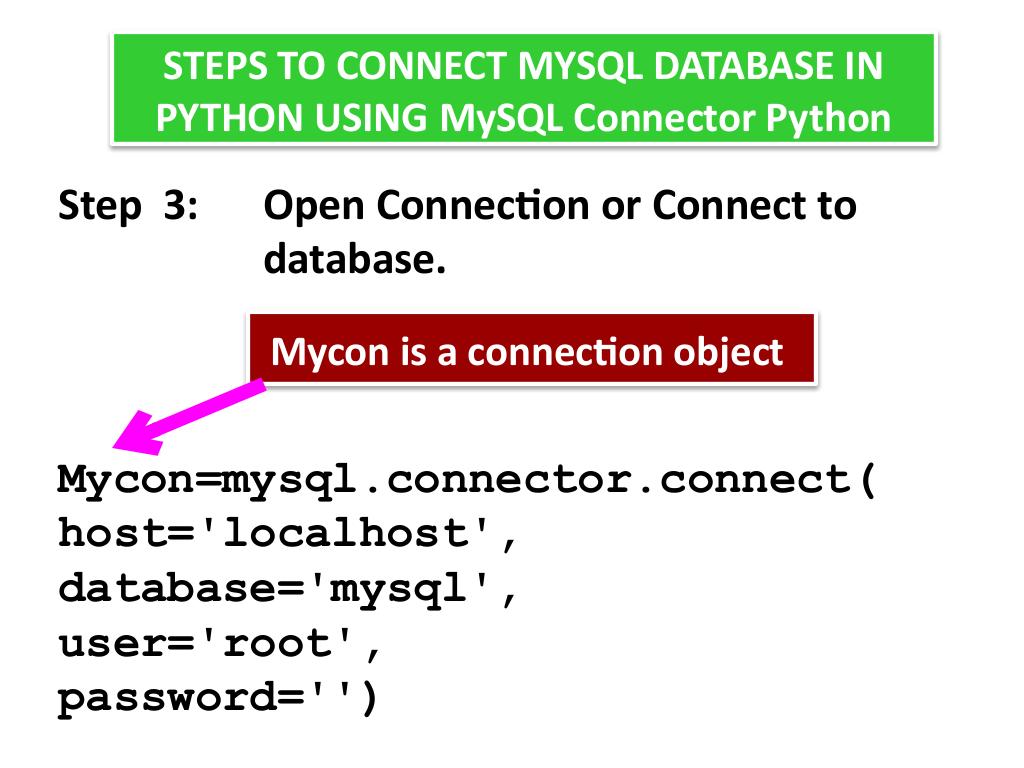 STEPS TO CONNECT MYSQL DATABASE IN
PYTHON USING MySQL Connector Python
Step 3: Open Connection or Connect to
database.
Mycon is a connection object
Mycon=mysql.connector.connect(
host='localhost',
database='mysql',
user='root',
password='')